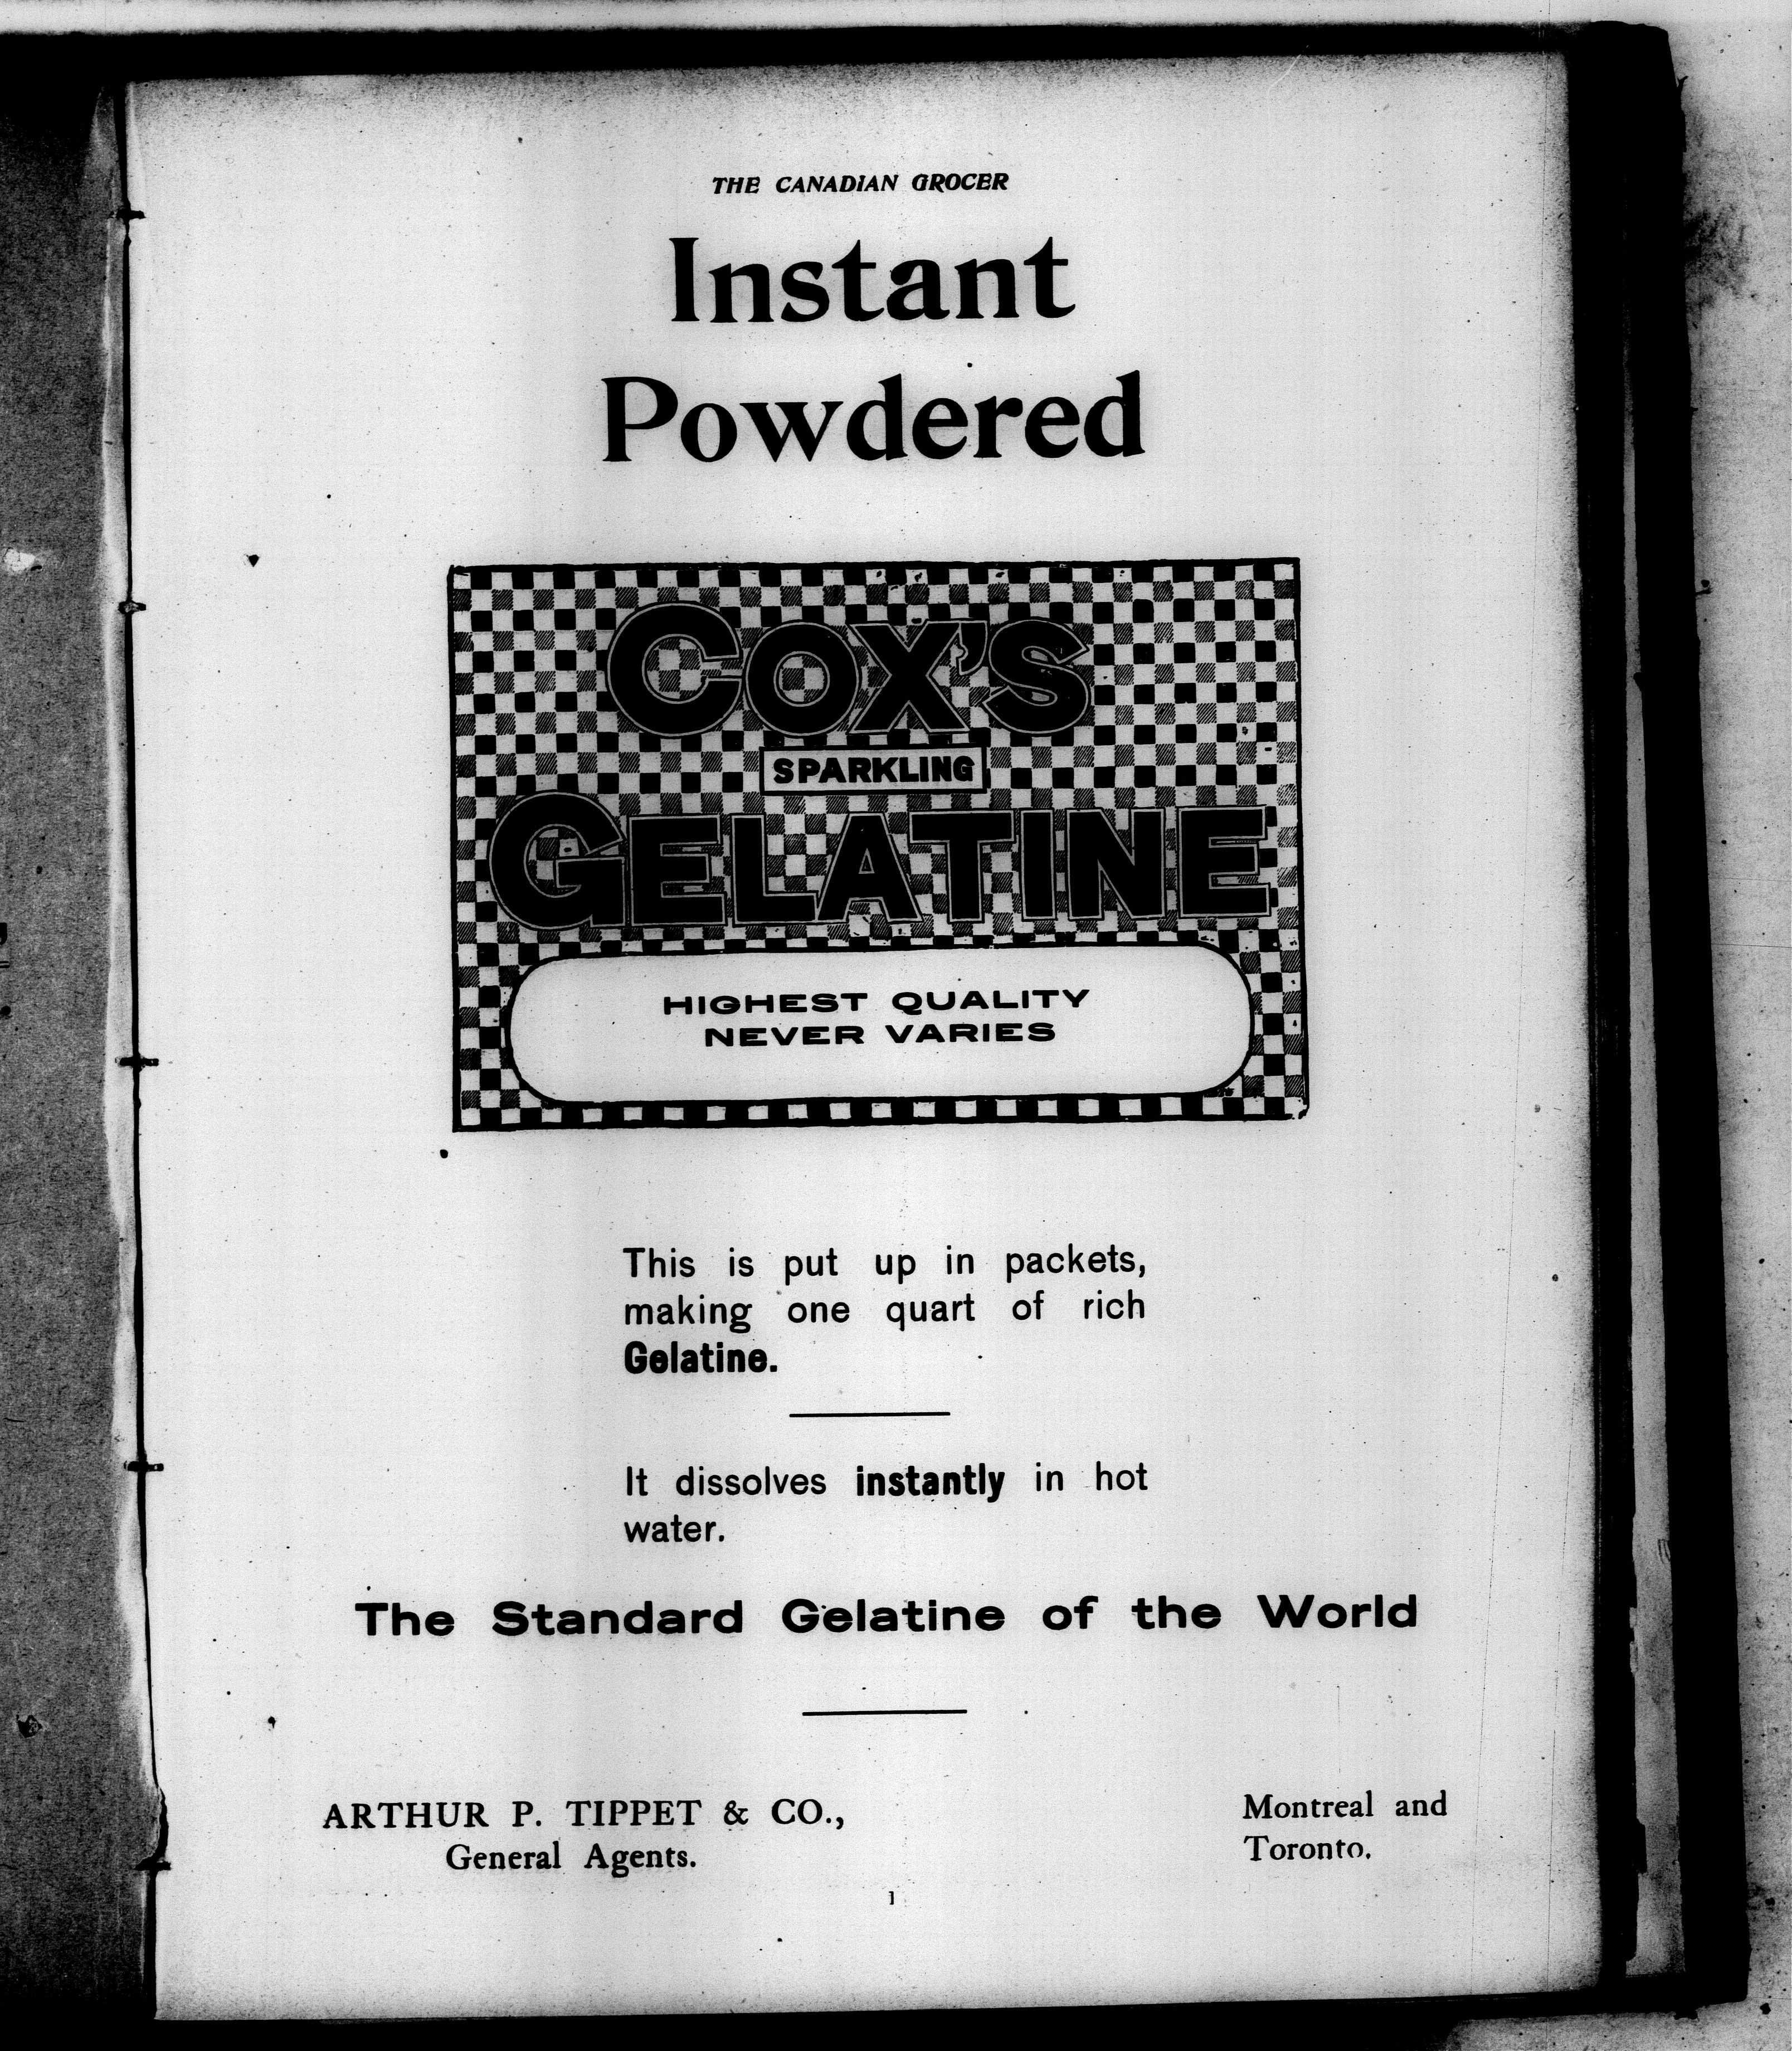 THE CANADIAN GROCER
Instant
Powdered
COX'S
SPARKLING
GELATINE
HIGHEST QUALITY
NEVER VARIES
This is put up in packets,
making one quart of rich
Gelatine.
It dissolves instantly in hot
water.
The Standard Gelatine of the World
ARTHUR P. TIPPET & CO.,
General Agents.
Montreal and
Toronto.
1